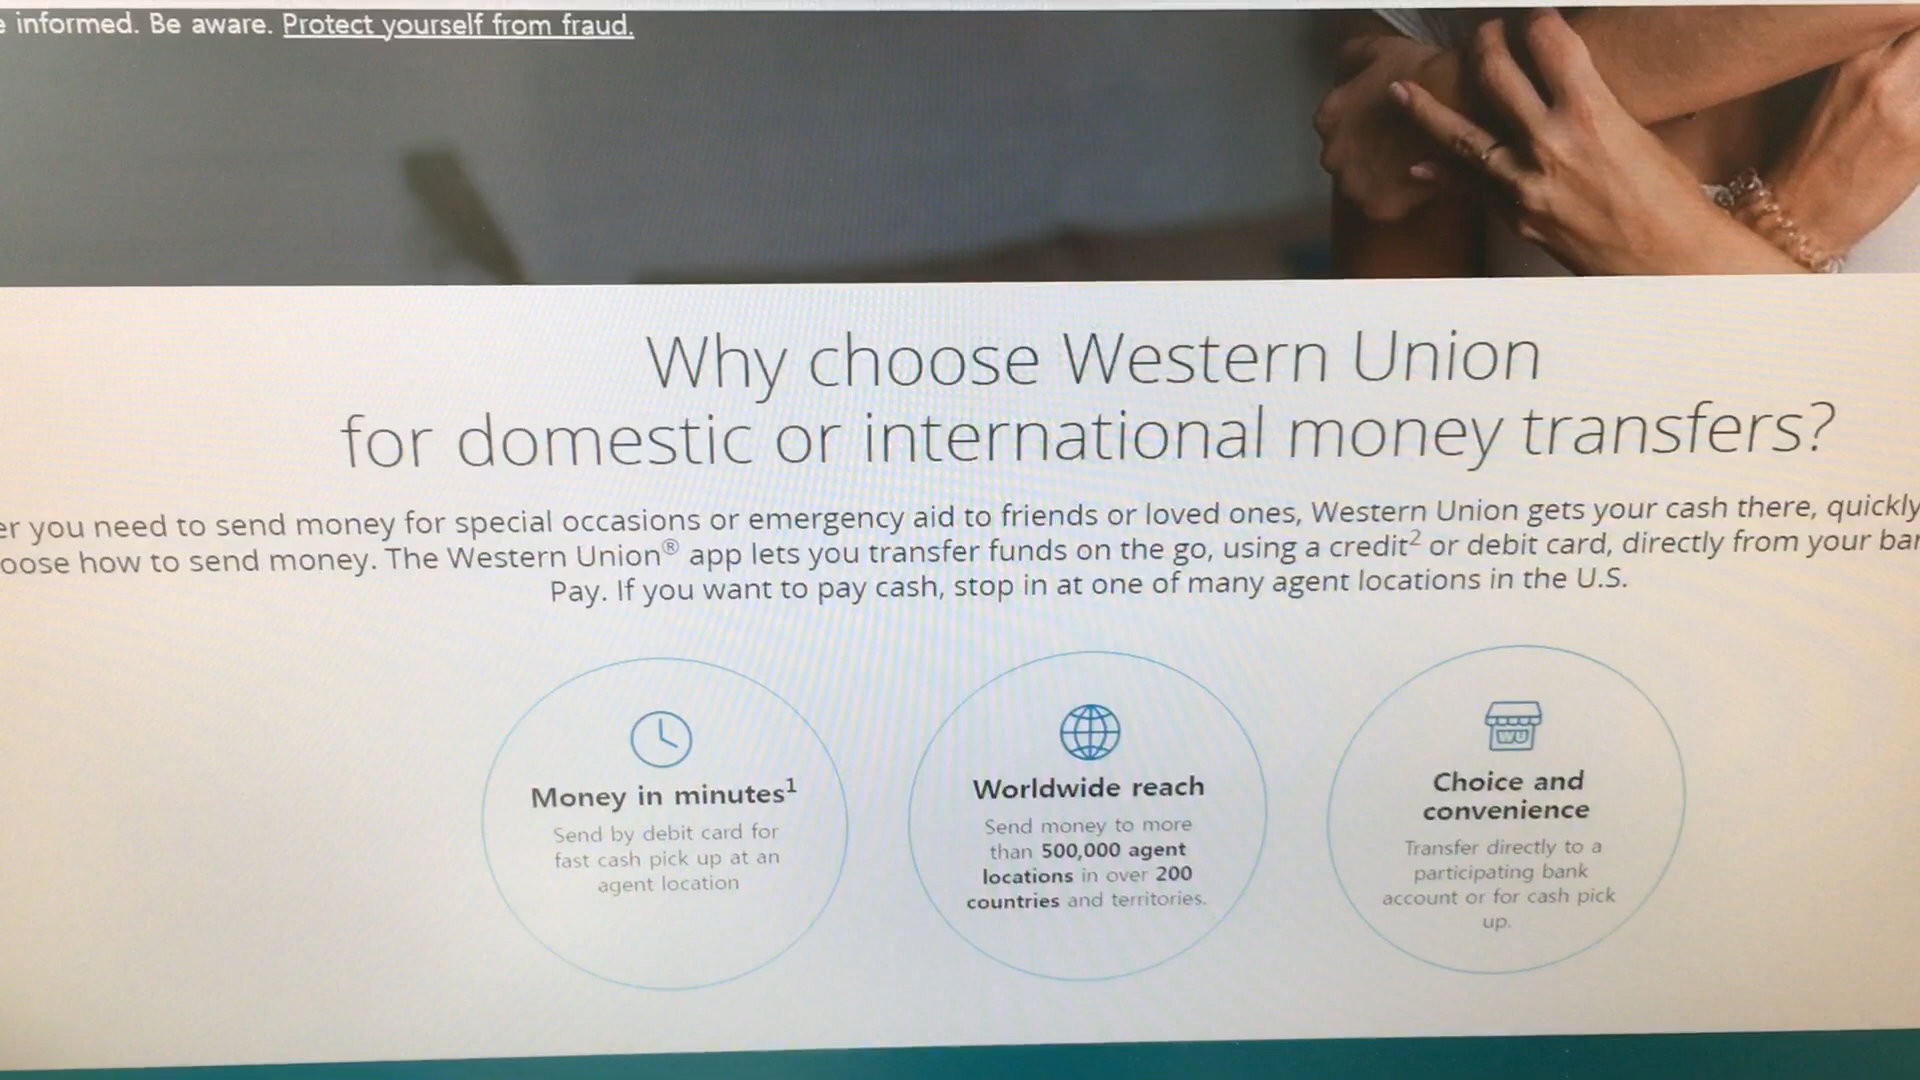 informed. Be aware. Protect yourself from fraud.
Why choose Western Union
for domestic or international money transfers?
you need to send money for special occasions or emergency aid to friends or loved ones, Western Union gets your cash there, quickly
how to send money. The Western Union® app lets you transfer funds on the go, using a credit² or debit card, directly from your
Pay. If you want to pay cash, stop in at one of many agent locations in the U.S.
Money in minutes¹
Send by debit card for
fast cash pick up at an
agent location
Worldwide reach
Send money to more
than 500,000 agent
locations in over 200
countries and territories.
WU
Choice and
convenience
Transfer directly to a
participating bank
account or for cash pick
up.